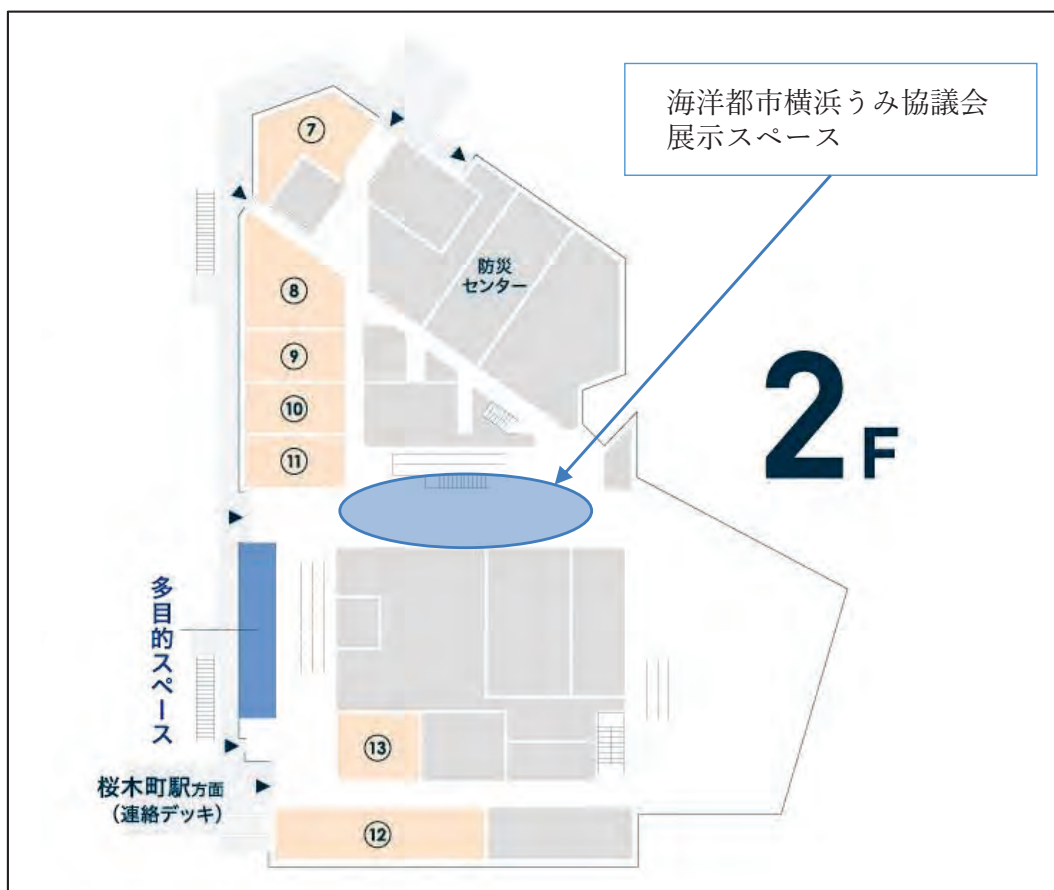 海洋都市横浜うみ協議会
展示スペース
⑦
防災
センター
⑧
⑨
⑩
⑪
2F
多目的スペース
⑬
桜木町駅方面
（連絡デッキ）
⑫